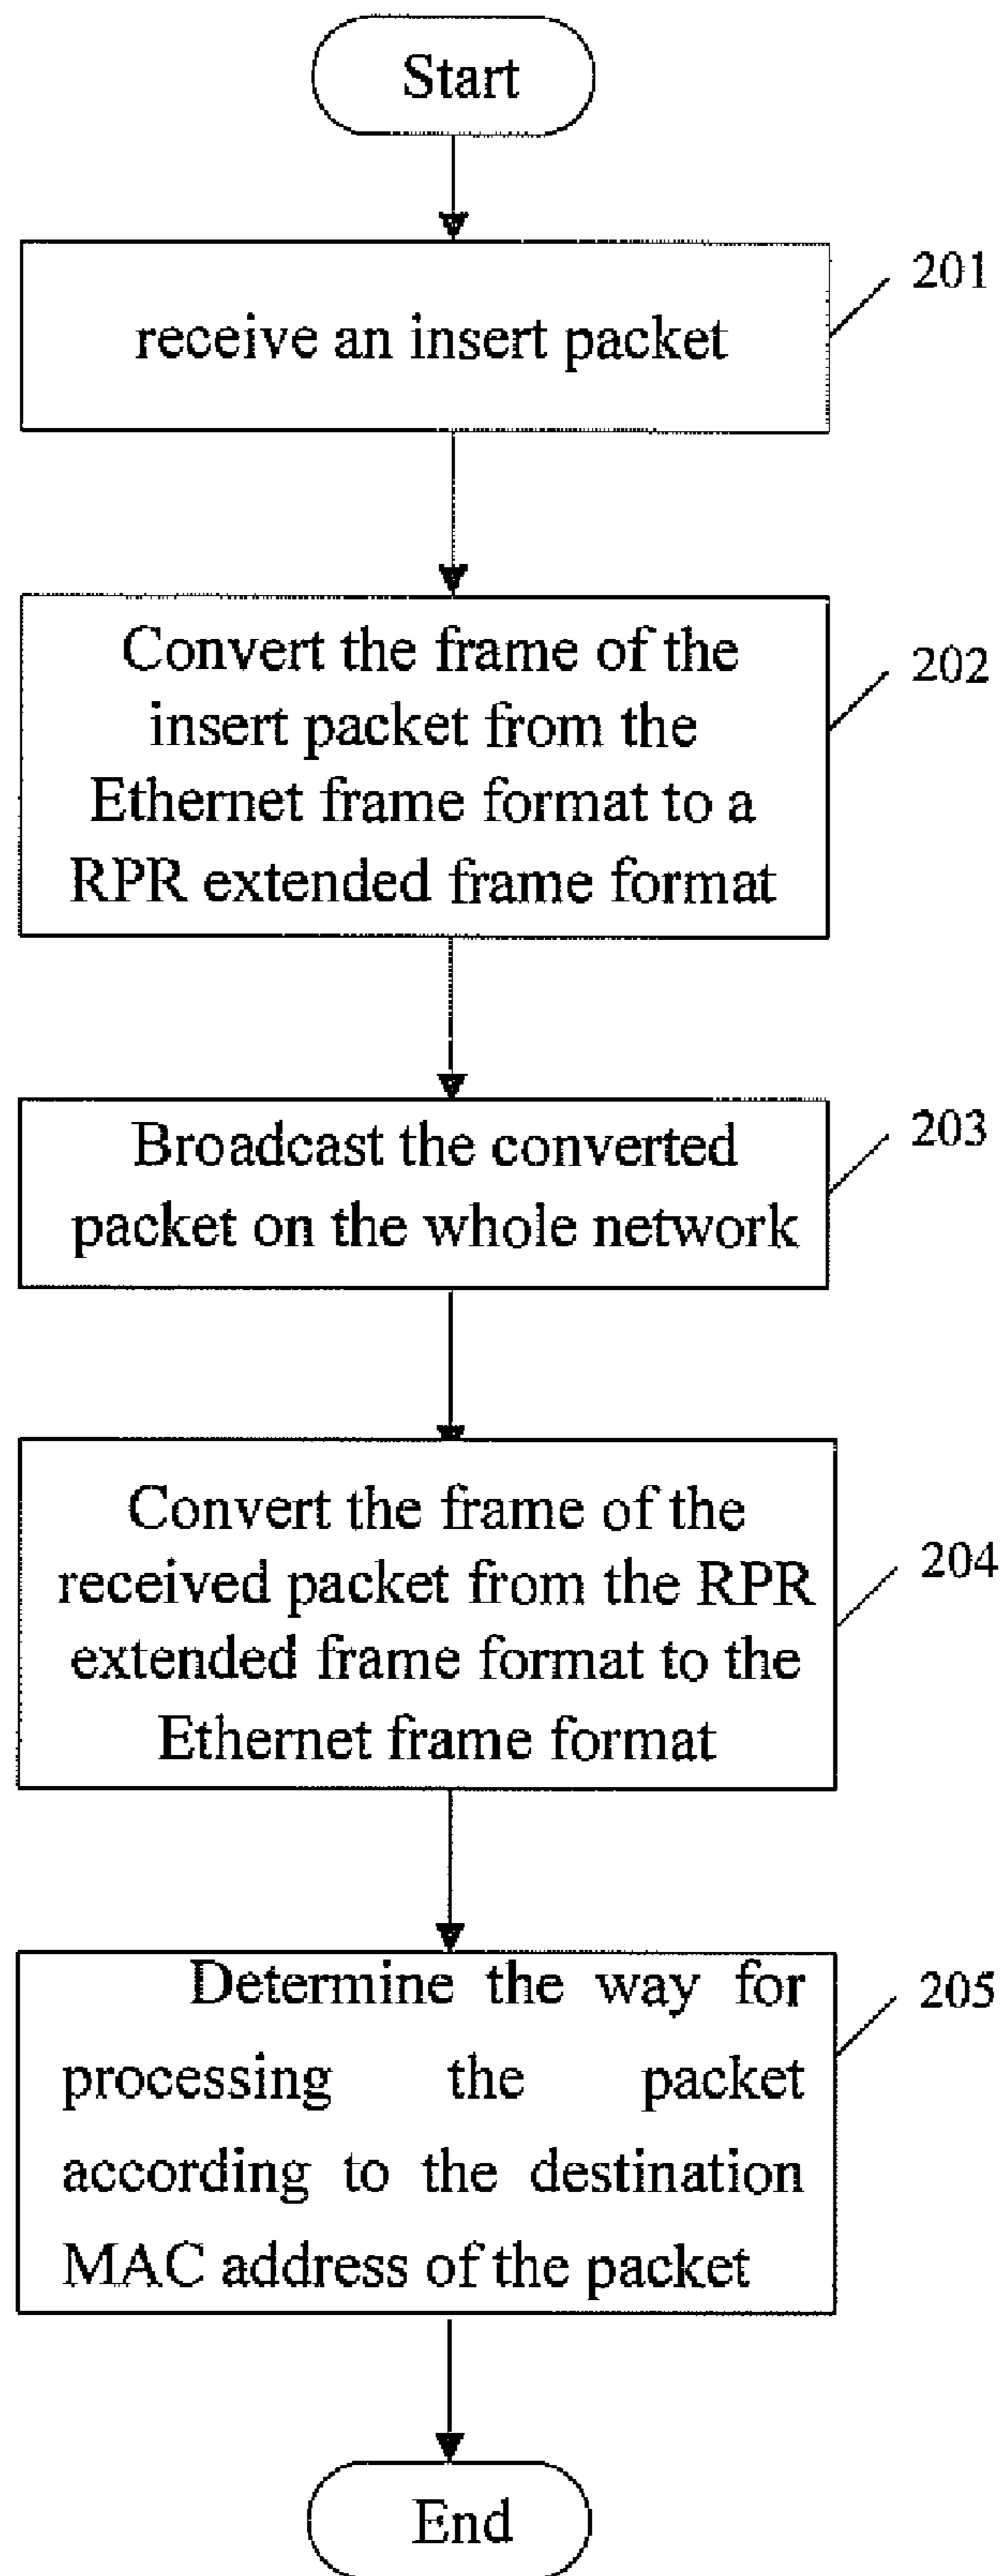 Start
receive an insert packet
201
Convert the frame of the
insert packet from the
Ethernet frame format to a
RPR extended frame format
202
Broadcast the converted
packet on the whole network
203
Convert the frame of the
received packet from the RPR
extended frame format to the
Ethernet frame format
204
Determine the way for
processing the packet
according to the destination
MAC address of the packet
205
End